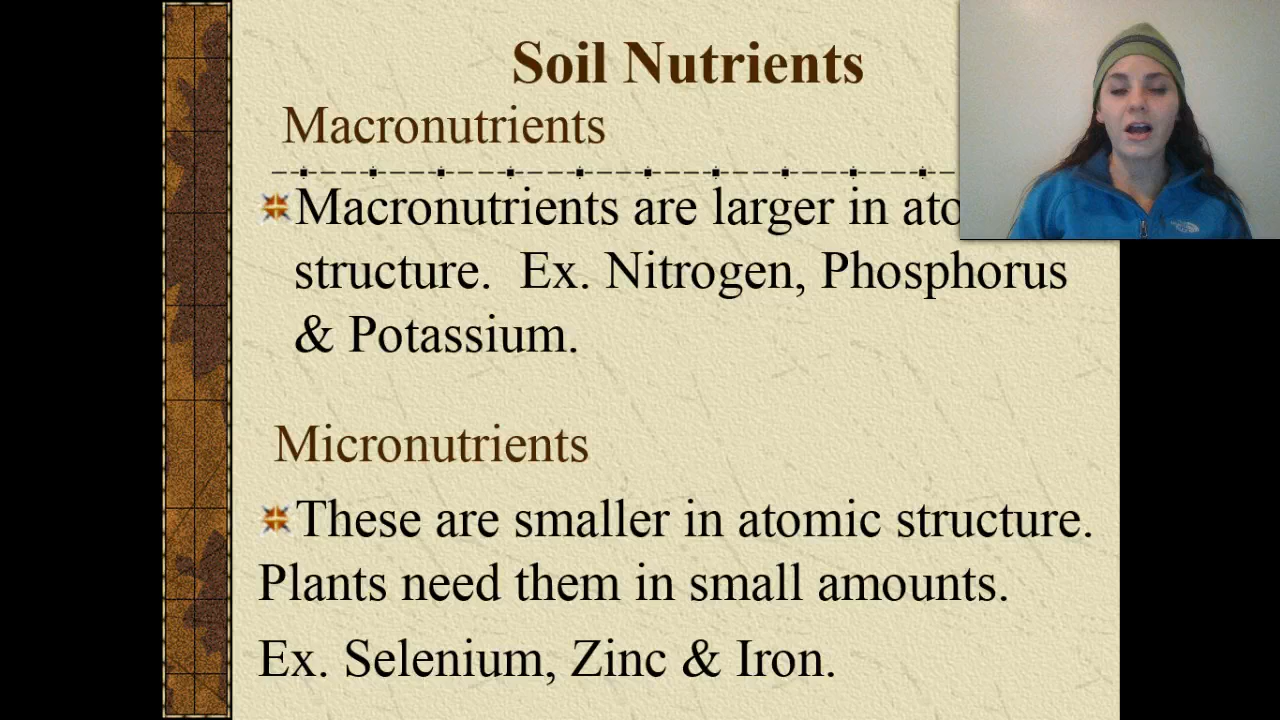 Soil Nutrients
Macronutrients
Macronutrients are larger in ato
structure. Ex. Nitrogen, Phosphorus
& Potassium.
Micronutrients
These are smaller in atomic structure.
Plants need them in small amounts.
Ex. Selenium, Zinc & Iron.